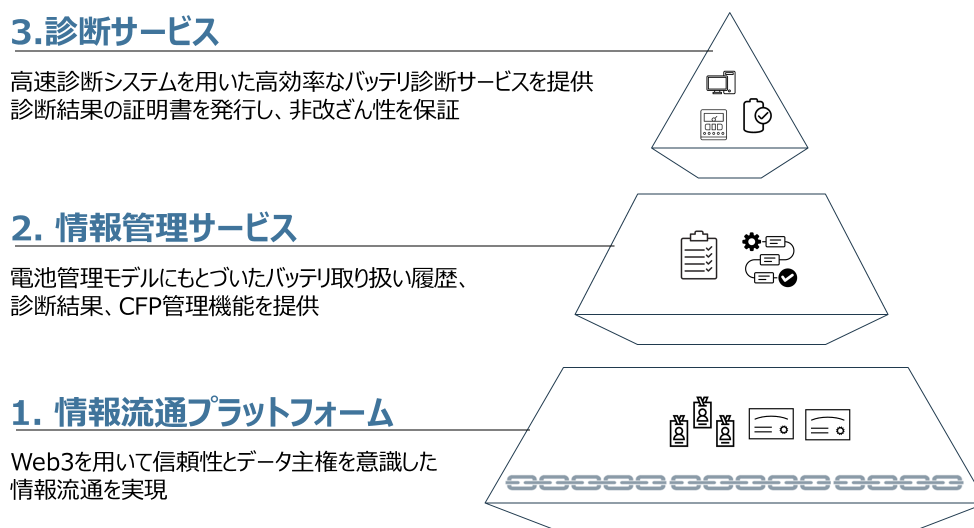 3.診断サービス
高速診断システムを用いた高効率なバッテリ診断サービスを提供
診断結果の証明書を発行し、非改ざん性を保証
2. 情報管理サービス
電池管理モデルにもとづいたバッテリ取り扱い履歴、
診断結果、CFP管理機能を提供
1. 情報流通プラットフォーム
Web3を用いて信頼性とデータ主権を意識した
情報流通を実現